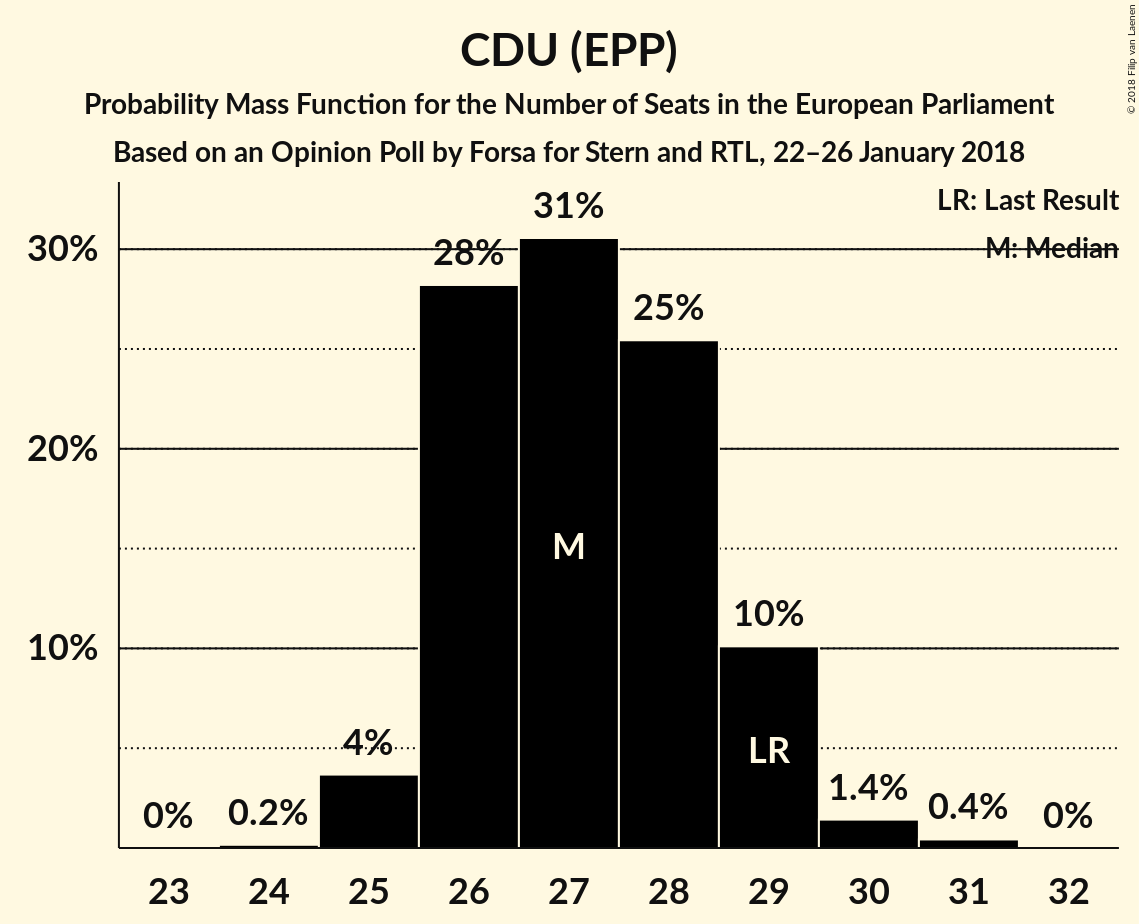 CDU (EPP)
Probability Mass Function for the Number of Seats in the European Parliament
Based on an Opinion Poll by Forsa for Stern and RTL, 22–26 January 2018
© 2018 Filip van Laenen
LR: Last Result
M: Median
30%
20%
10%
0%
0.2%
4%
28%
31%
25%
10%
1.4%
0.4%
0%
M
LR
23 24 25 26 27 28 29 30 31 32